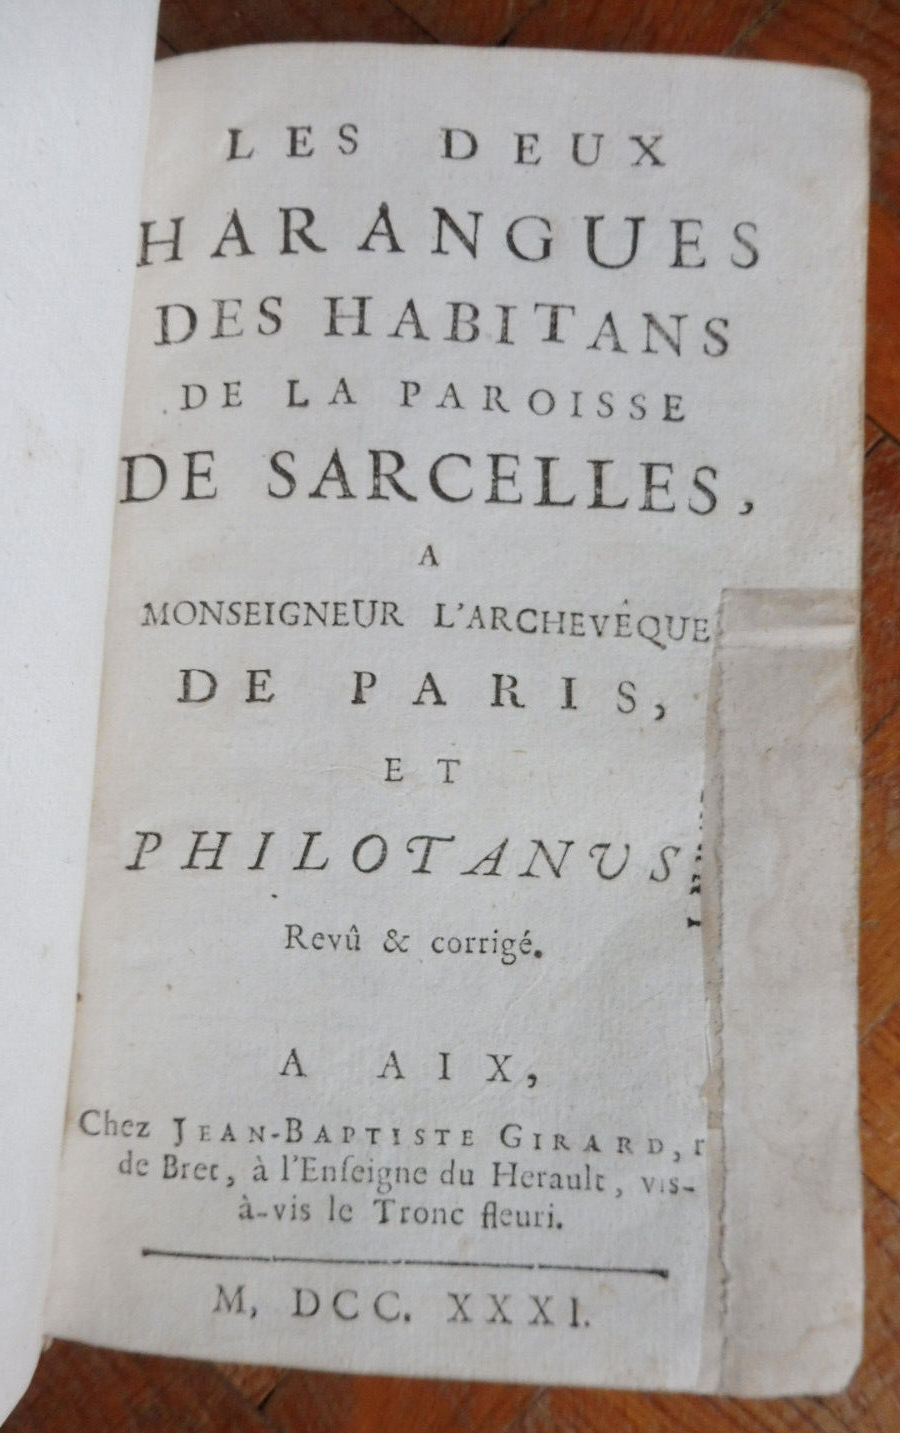 LES DEUX
HARANGUES
DES HABITANS
DE LA PAROISSE
DE SARCELLES,
A
MONSEIGNEUR L'ARCHEVÉQUE
DE PARIS,
ET
PHILOTANUS
Revû & corrigé.
A AIX,
Chez JEAN-BAPTISTE GIRARD,
de Bret, à l'Enſeigne du Herault, vis-
à-vis le Tronc fleuri.
M, DCC. XXXI.